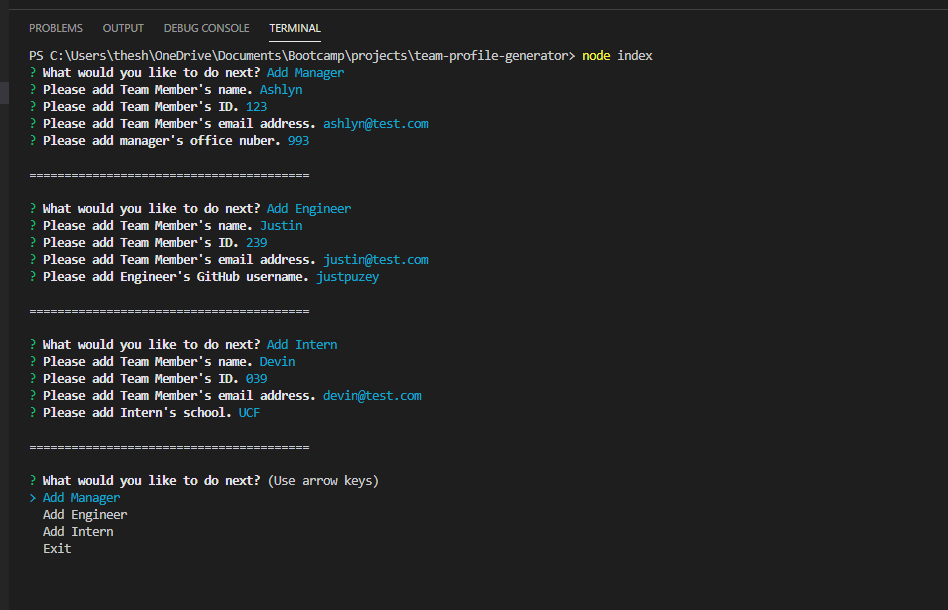 PROBLEMS OUTPUT DEBUG CONSOLE TERMINAL
PS C:\Users\thesh\OneDrive\Documents\Bootcamp\projects\team-profile-generator> node index
? What would you like to do next? Add Manager
? Please add Team Member's name. Ashlyn
? Please add Team Member's ID. 123
? Please add Team Member's email address. ashlyn@test.com
? Please add manager's office nuber. 993
========================================
? What would you like to do next? Add Engineer
? Please add Team Member's name. Justin
? Please add Team Member's ID. 239
? Please add Team Member's email address. justin@test.com
? Please add Engineer's GitHub username. justpuzey
========================================
? What would you like to do next? Add Intern
? Please add Team Member's name. Devin
? Please add Team Member's ID. 039
? Please add Team Member's email address. devin@test.com
? Please add Intern's school. UCF
========================================
? What would you like to do next? (Use arrow keys)
> Add Manager
Add Engineer
Add Intern
Exit